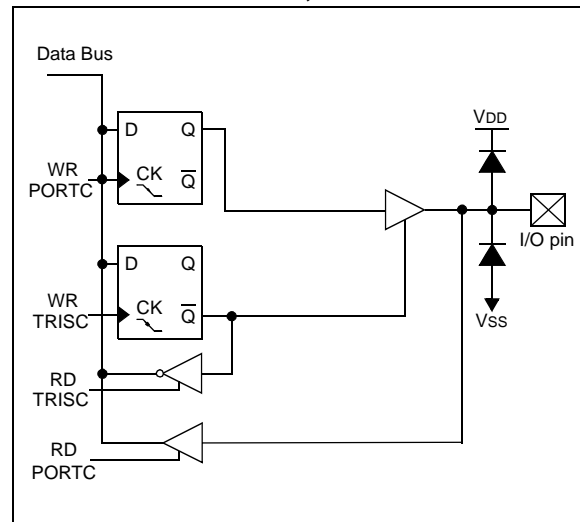 Data Bus
D
Q
WR
PORTC
CK
Q
VDD
I/O pin
D
Q
WR
TRISC
CK
Q
VSS
RD
TRISC
RD
PORTC